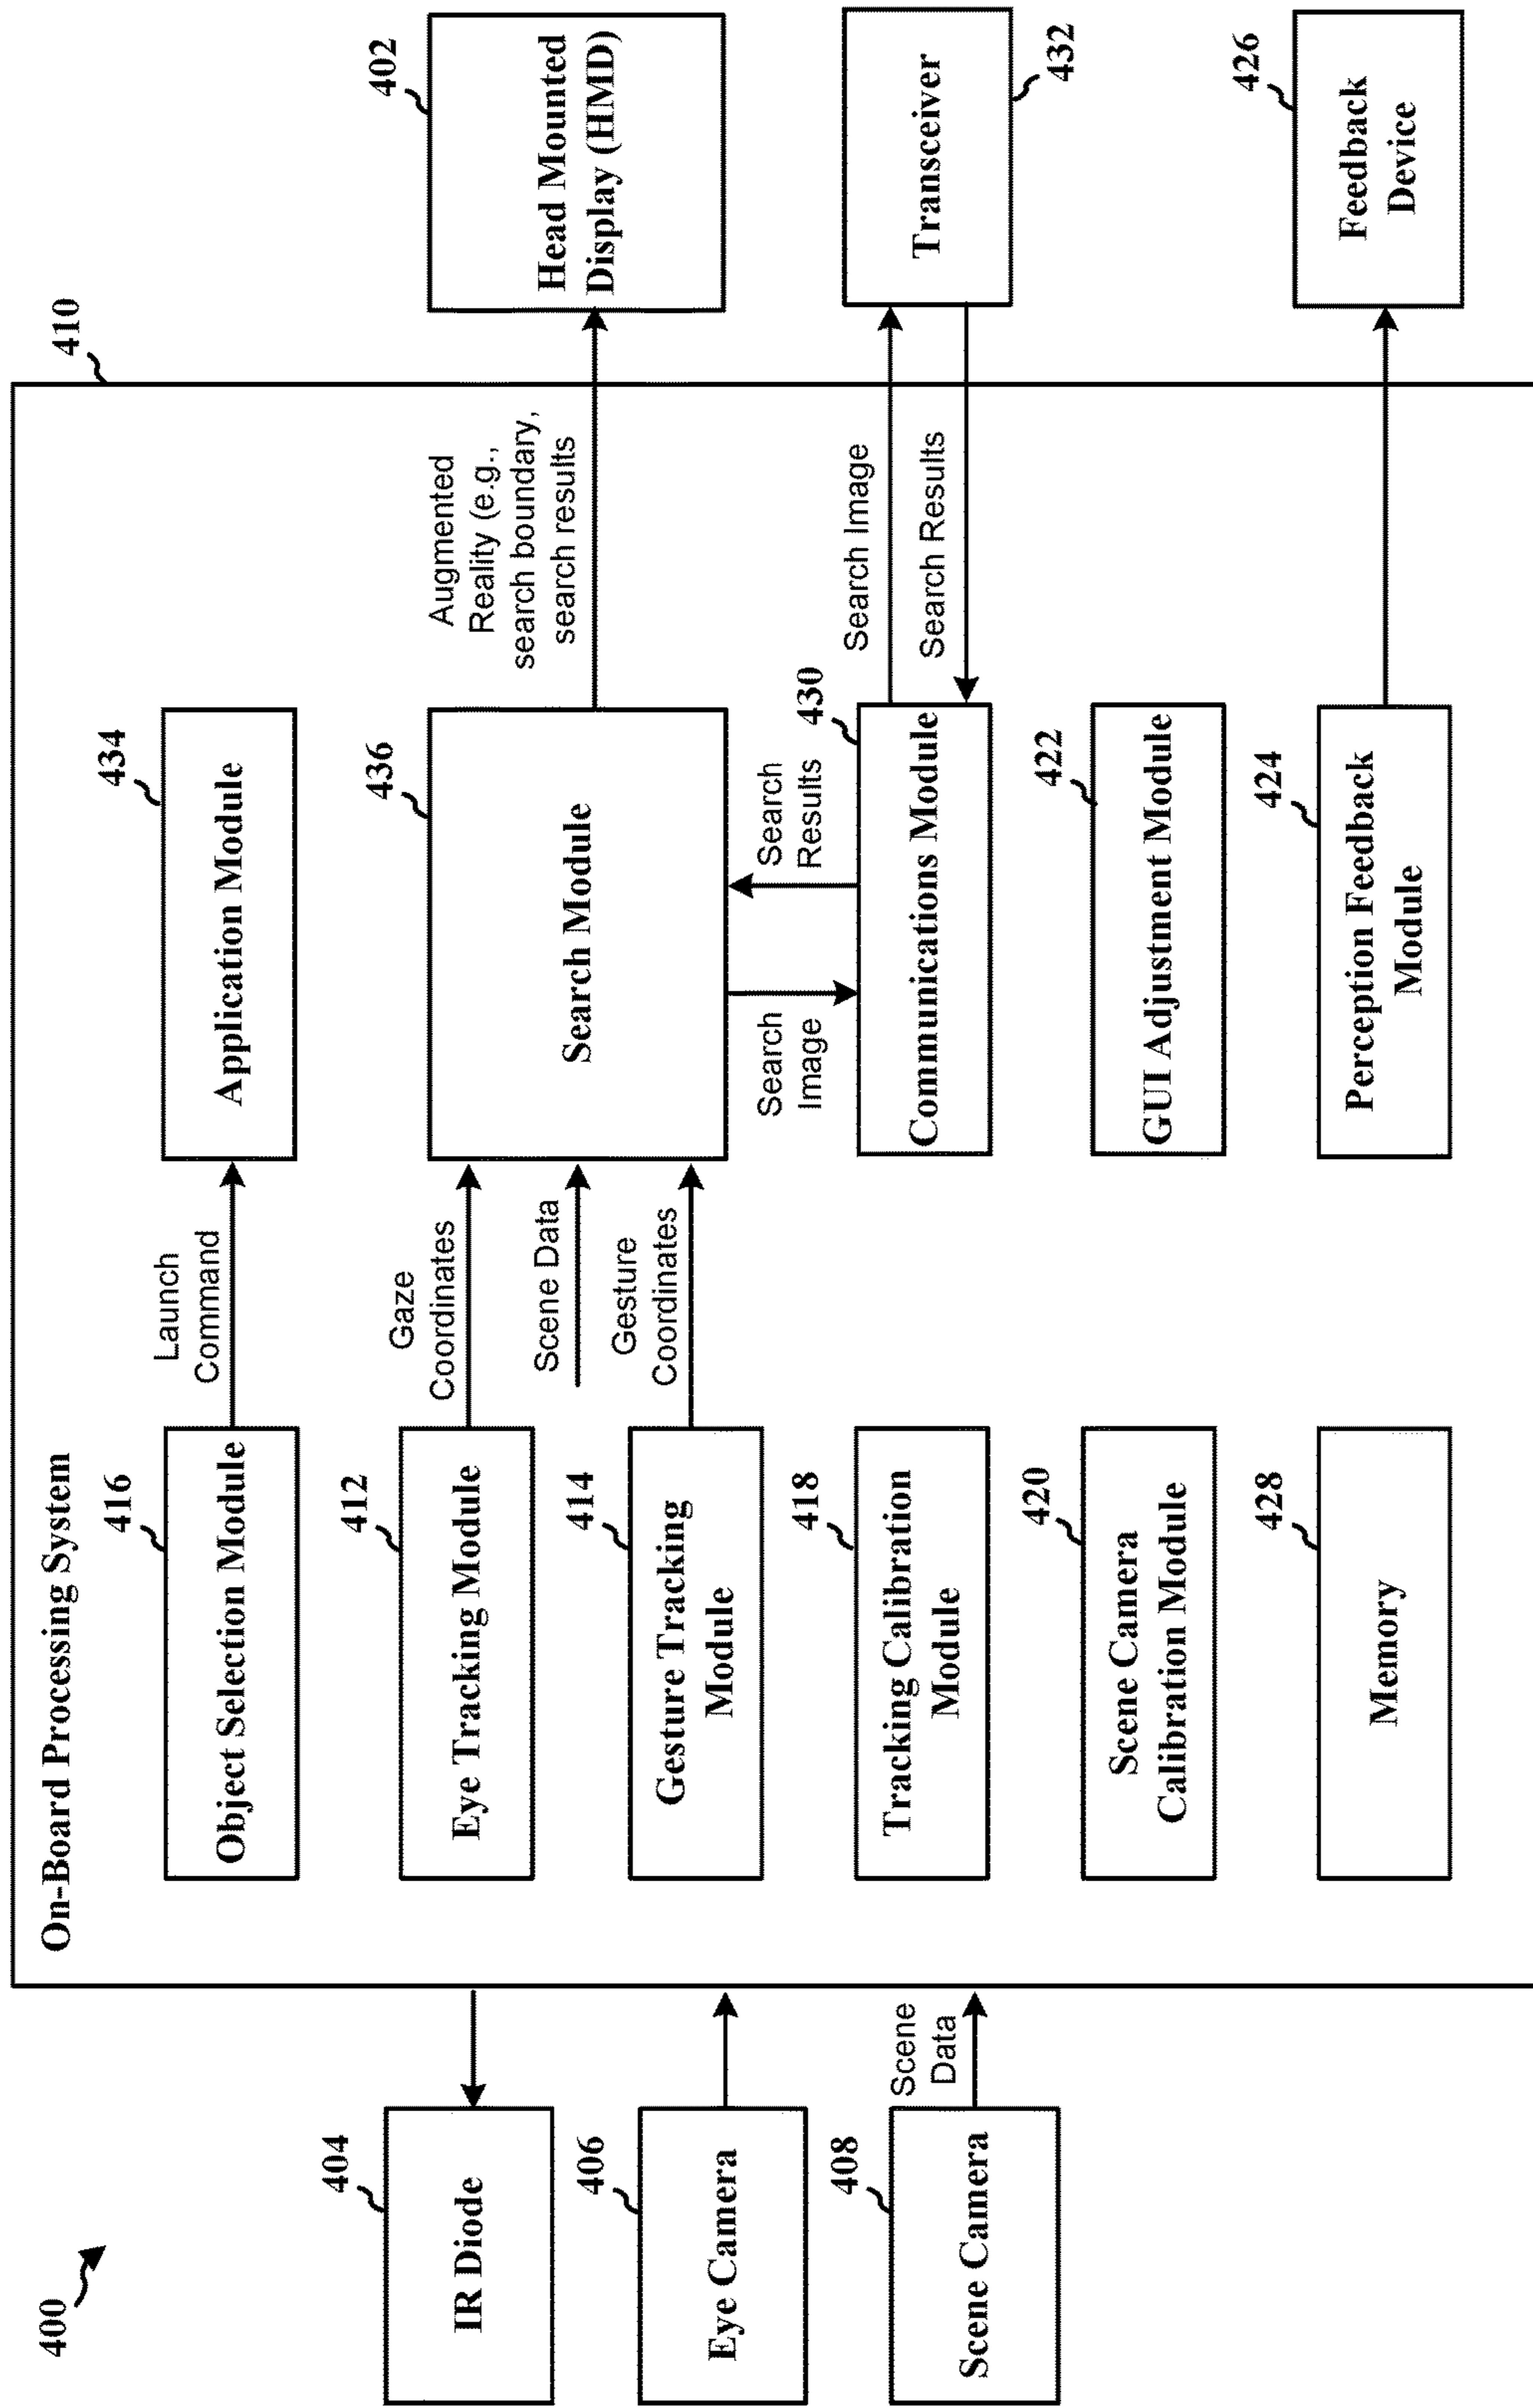 400
On-Board Processing System
410
404
IR Diode
406
Eye Camera
408
Scene Camera
Scene
Data
416
Object Selection Module
412
Eye Tracking Module
414
Gesture Tracking
Module
418
Tracking Calibration
Module
420
Scene Camera
Calibration Module
428
Memory
Launch
Command
Gaze
Coordinates
Scene Data
Gesture
Coordinates
434
Application Module
436
Search Module
Search
Image
Search
Results
430
Communications Module
422
GUI Adjustment Module
424
Perception Feedback
Module
Augmented
Reality (e.g.,
search boundary,
search results
Search Image
Search Results
402
Head Mounted
Display (HMD)
Transceiver
432
426
Feedback
Device